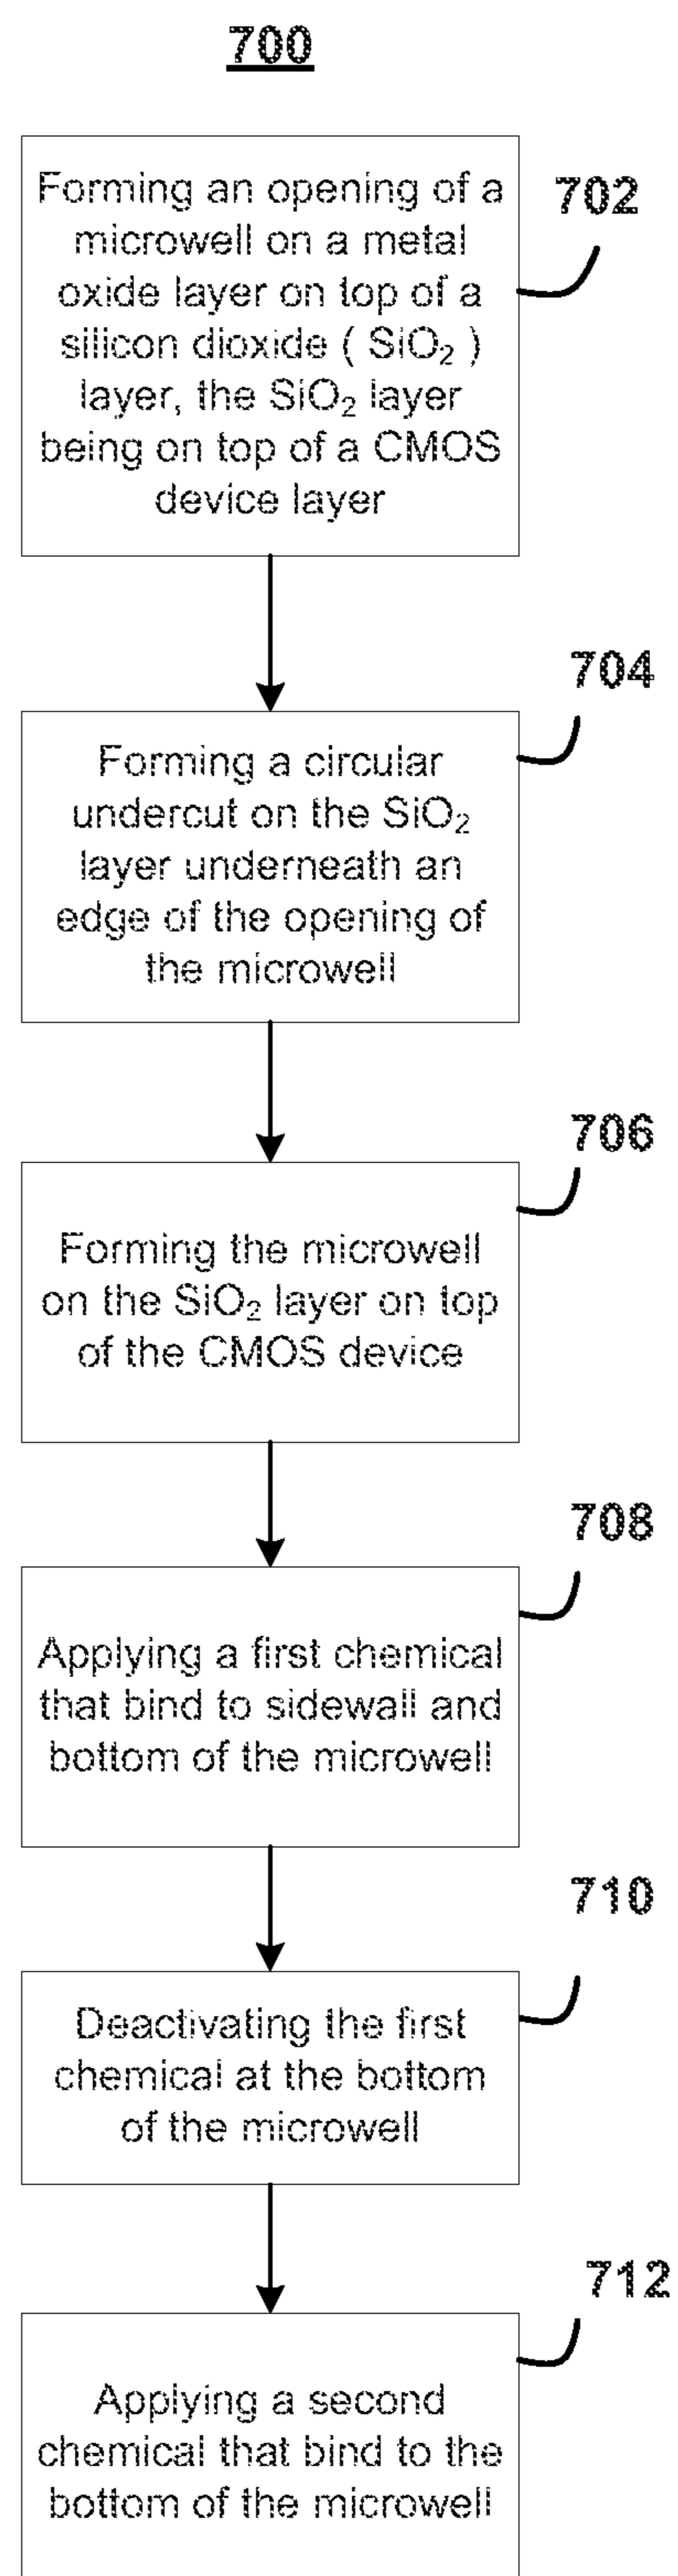 700
Forming an opening of a
microwell on a metal
oxide layer on top of a
silicon dioxide ( SiO₂ )
layer, the SiO₂ layer
being on top of a CMOS
device layer
702
Forming a circular
undercut on the SiO₂
layer underneath an
edge of the opening of
the microwell
704
Forming the microwell
on the SiO₂ layer on top
of the CMOS device
706
Applying a first chemical
that bind to sidewall and
bottom of the microwell
708
Deactivating the first
chemical at the bottom
of the microwell
710
Applying a second
chemical that bind to the
bottom of the microwell
712